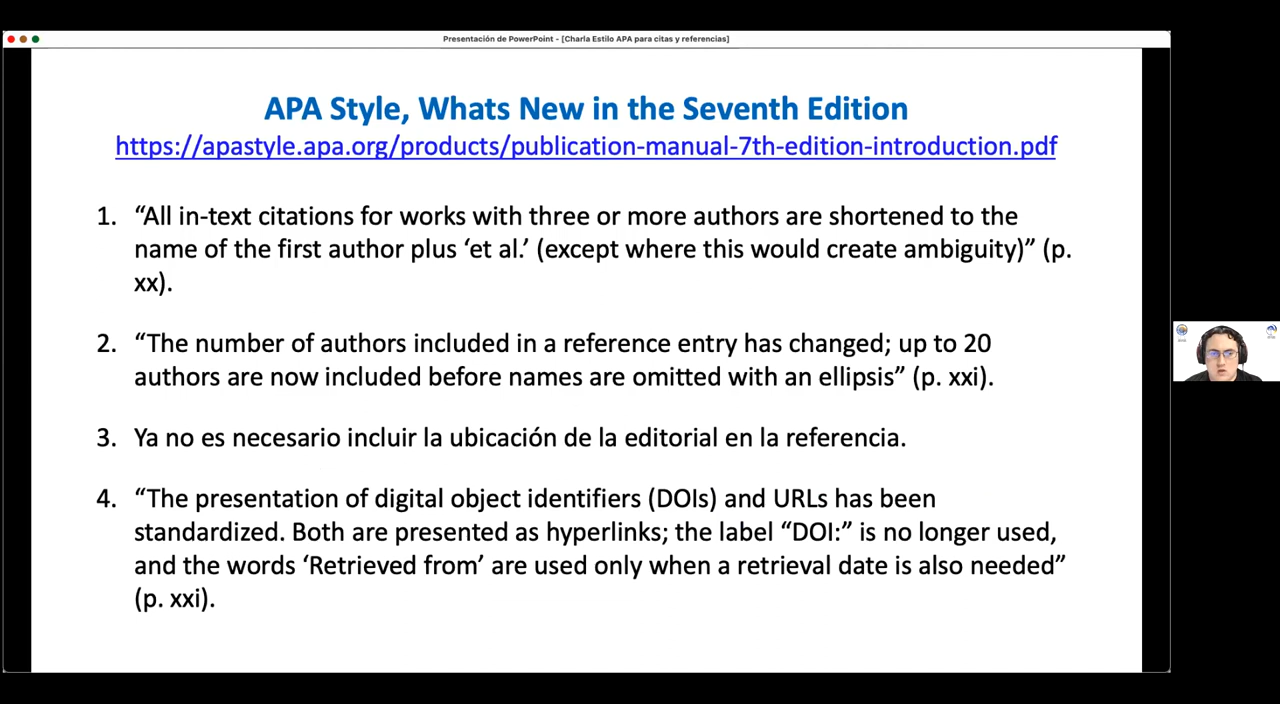 Presentación de PowerPoint - [Charla Estilo APA para citas y referencias]
APA Style, Whats New in the Seventh Edition
https://apastyle.apa.org/products/publication-manual-7th-edition-introduction.pdf
1. “All in-text citations for works with three or more authors are shortened to the
name of the first author plus ‘et al.’ (except where this would create ambiguity)” (p.
xx).
2. “The number of authors included in a reference entry has changed; up to 20
authors are now included before names are omitted with an ellipsis” (p. xxi).
3. Ya no es necesario incluir la ubicación de la editorial en la referencia.
4. “The presentation of digital object identifiers (DOIs) and URLs has been
standardized. Both are presented as hyperlinks; the label “DOI:” is no longer used,
and the words ‘Retrieved from’ are used only when a retrieval date is also needed”
(p. xxi).